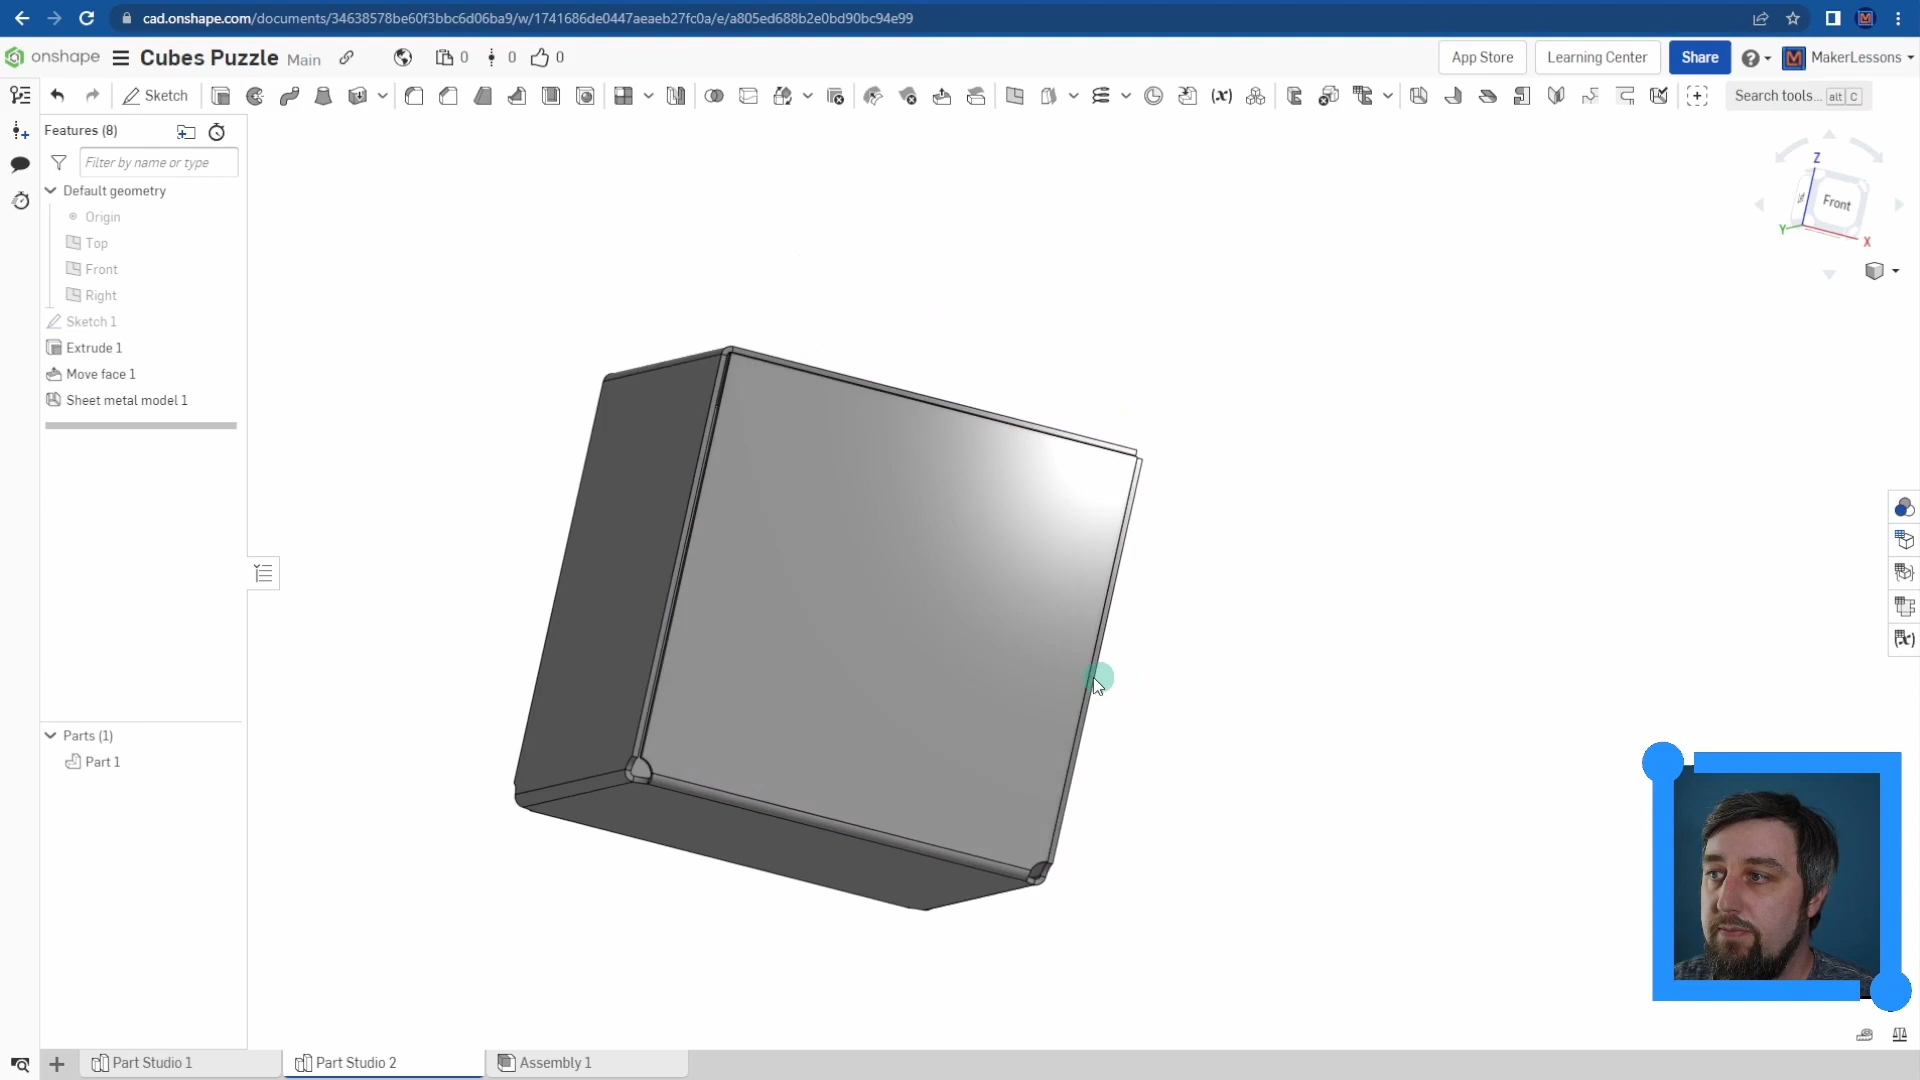 cad.onshape.com/documents/34638578be60f3bbc6d06ba9/w/1741686de0447aeaeb27fc0a/e/a805ed688b2e0bd90bc94e99
onshape Cubes Puzzle Main 0 0 0 App Store Learning Center Share MakerLessons
Sketch Search tools... alt C
Features (8)
Filter by name or type
Default geometry
Origin
Top
Front
Right
Sketch 1
Extrude 1
Move face 1
Sheet metal model 1
Z
Front
Y
X
Parts (1)
Part 1
Part Studio 1 Part Studio 2 Assembly 1